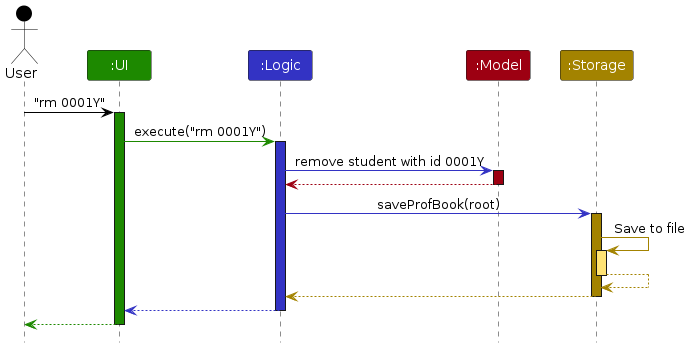 User
:UI
:Logic
:Model
:Storage
"rm 0001Y"
execute("rm 0001Y")
remove student with id 0001Y
saveProfBook(root)
Save to file